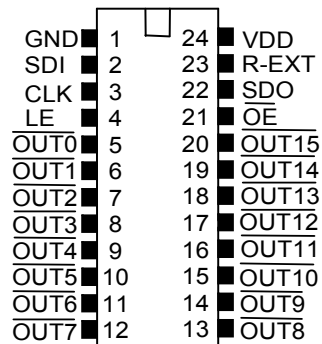 GND 1 24 VDD
SDI 2 23 R-EXT
CLK 3 22 SDO
LE 4 21 OE
OUT0 5 20 OUT15
OUT1 6 19 OUT14
OUT2 7 18 OUT13
OUT3 8 17 OUT12
OUT4 9 16 OUT11
OUT5 10 15 OUT10
OUT6 11 14 OUT9
OUT7 12 13 OUT8